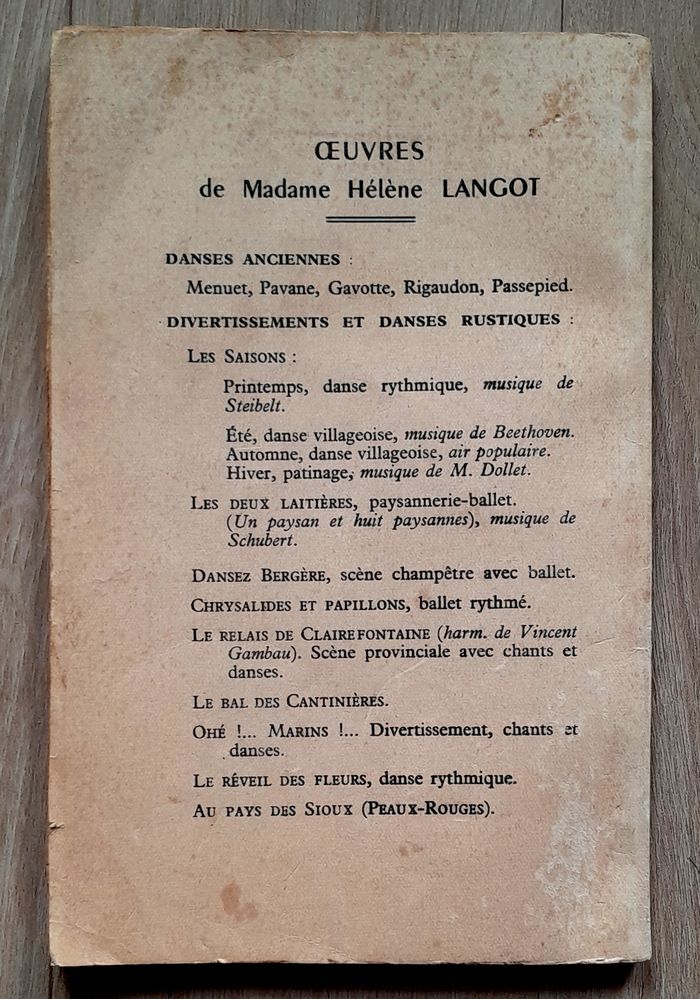 ŒUVRES
de Madame Hélène LANGOT
DANSES ANCIENNES :
Menuet, Pavane, Gavotte, Rigaudon, Passepied.
DIVERTISSEMENTS ET DANSES RUSTIQUES :
LES SAISONS :
Printemps, danse rythmique, musique de
Steibelt.
Été, danse villageoise, musique de Beethoven.
Automne, danse villageoise, air populaire.
Hiver, patinage, musique de M. Dollet.
LES DEUX LAITIÈRES, paysannerie-ballet.
(Un paysan et huit paysannes), musique de
Schubert.
DANSEZ BERGÈRE, scène champêtre avec ballet.
CHRYSALIDES ET PAPILLONS, ballet rythmé.
LE RELAIS DE CLAIREFONTAINE (harm. de Vincent
Gambau). Scène provinciale avec chants et
danses.
LE BAL DES CANTINIÈRES.
OHÉ !... MARINS !... Divertissement, chants et
danses.
LE RÉVEIL DES FLEURS, danse rythmique.
AU PAYS DES SIOUX (PEAUX-ROUGES).